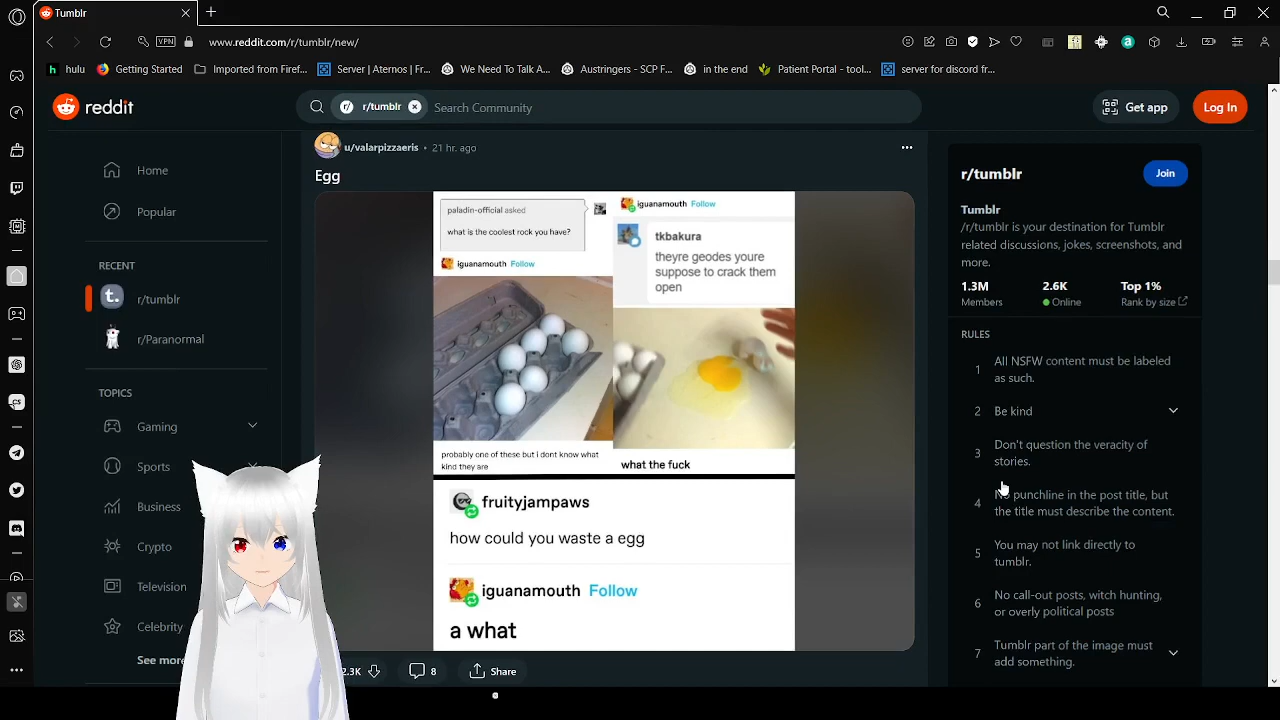 Tumblr
VPN
www.reddit.com/r/tumblr/new/
hulu
Getting Started
Imported from Firef...
Server | Aternos | Fr...
We Need To Talk A...
Austringers - SCP F...
in the end
Patient Portal - tool...
server for discord fr...
reddit
r/tumblr
Search Community
Get app
Log In
Home
Popular
RECENT
r/tumblr
r/Paranormal
TOPICS
Gaming
Sports
Business
Crypto
Television
Celebrity
See more
u/valarpizzaeris • 21 hr. ago
Egg
paladin-official asked
what is the coolest rock you have?
iguanamouth Follow
probably one of these but i dont know what
kind they are
iguanamouth Follow
tkbakura
theyre geodes youre
suppose to crack them
open
what the fuck
fruityjampaws
how could you waste a egg
iguanamouth Follow
a what
2.3K
8
Share
r/tumblr
Join
Tumblr
/r/tumblr is your destination for Tumblr
related discussions, jokes, screenshots, and
more.
1.3M
Members
2.6K
Online
Top 1%
Rank by size
RULES
1 All NSFW content must be labeled
as such.
2 Be kind
3 Don't question the veracity of
stories.
4 No punchline in the post title, but
the title must describe the content.
5 You may not link directly to
tumblr.
6 No call-out posts, witch hunting,
or overly political posts
7 Tumblr part of the image must
add something.